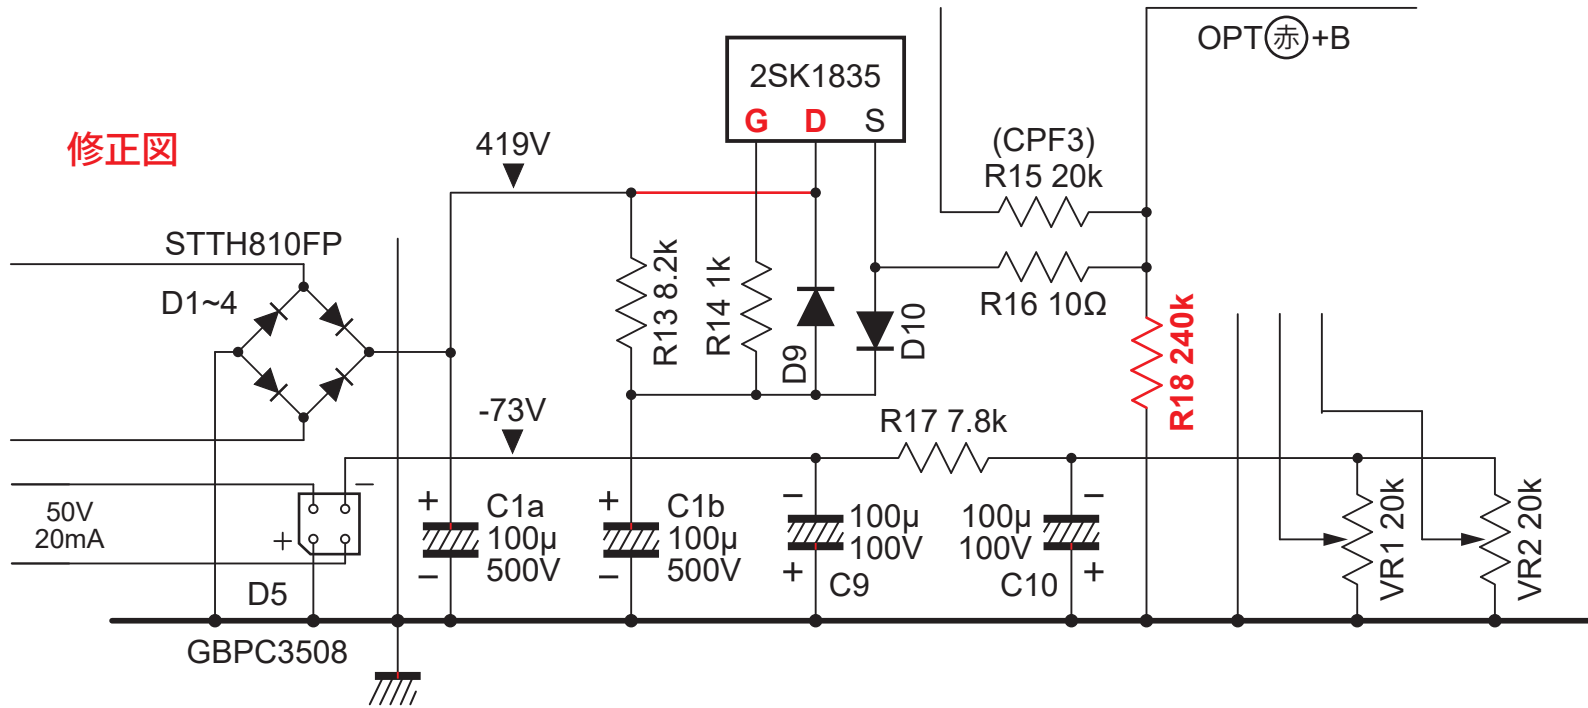 OPT赤+B
2SK1835
G D S
修正図
419V
(CPF3)
R15 20k
STTH810FP
D1~4
R13 8.2k
R14 1k
D9
D10
R16 10Ω
R18 240k
-73V
R17 7.8k
50V
20mA
−
+
D5
GBPC3508
+
C1a
100µ
500V
−
+
C1b
100µ
500V
−
−
100µ
100V
+
C9
−
100µ
100V
+
C10
VR1 20k
VR2 20k